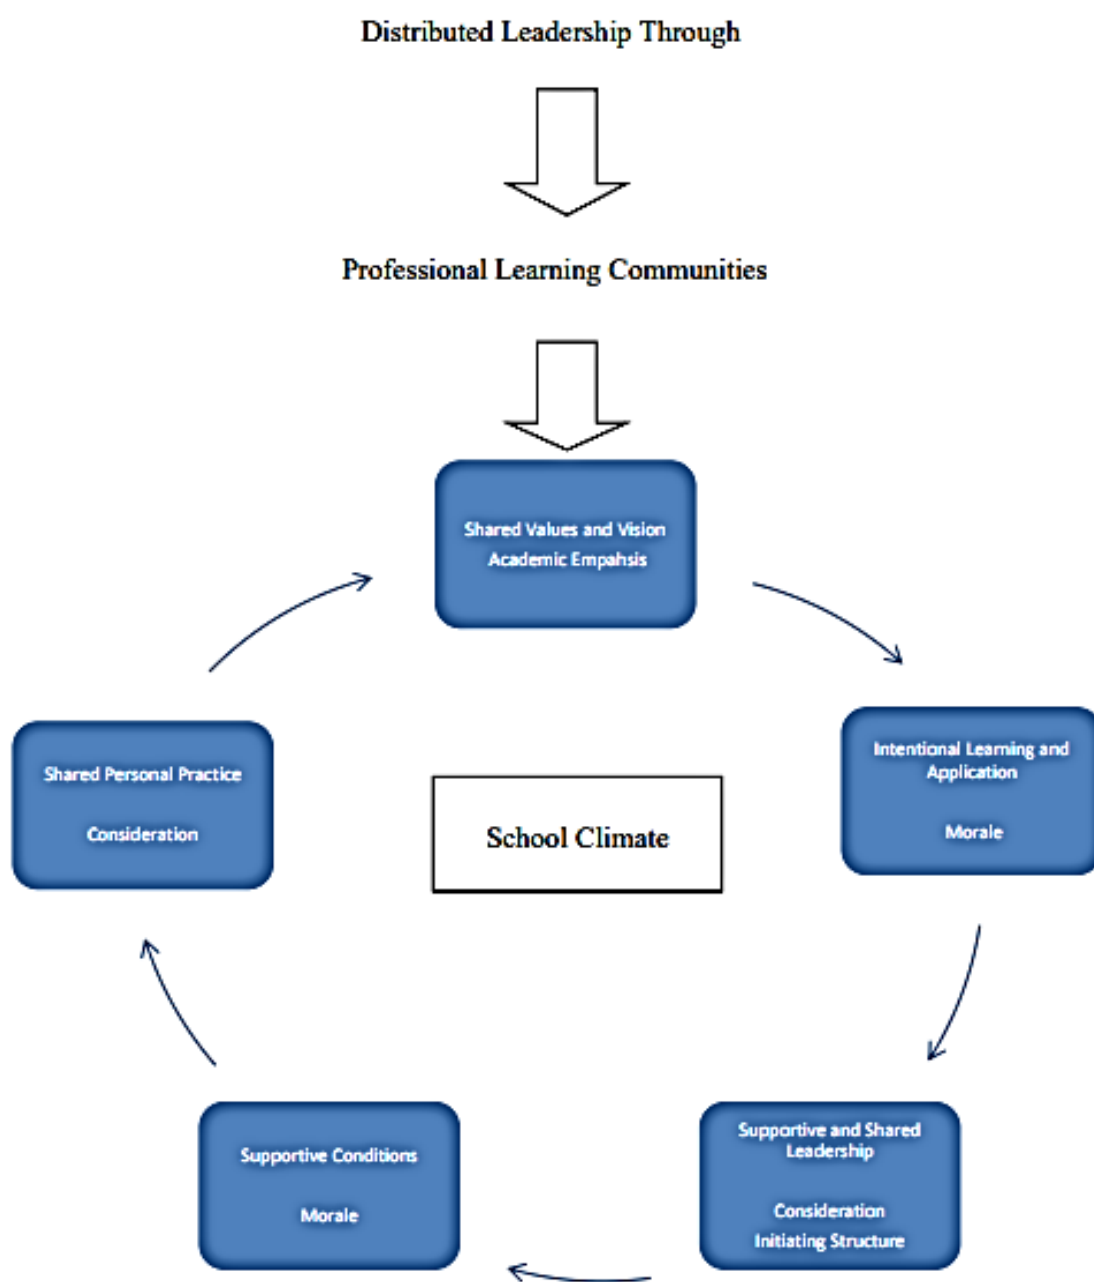 Distributed Leadership Through
Professional Learning Communities
Shared Values and Vision
Academic Empahsis
Intentional Learning and
Application
Morale
Supportive and Shared
Leadership
Consideration
Initiating Structure
Supportive Conditions
Morale
Shared Personal Practice
Consideration
School Climate